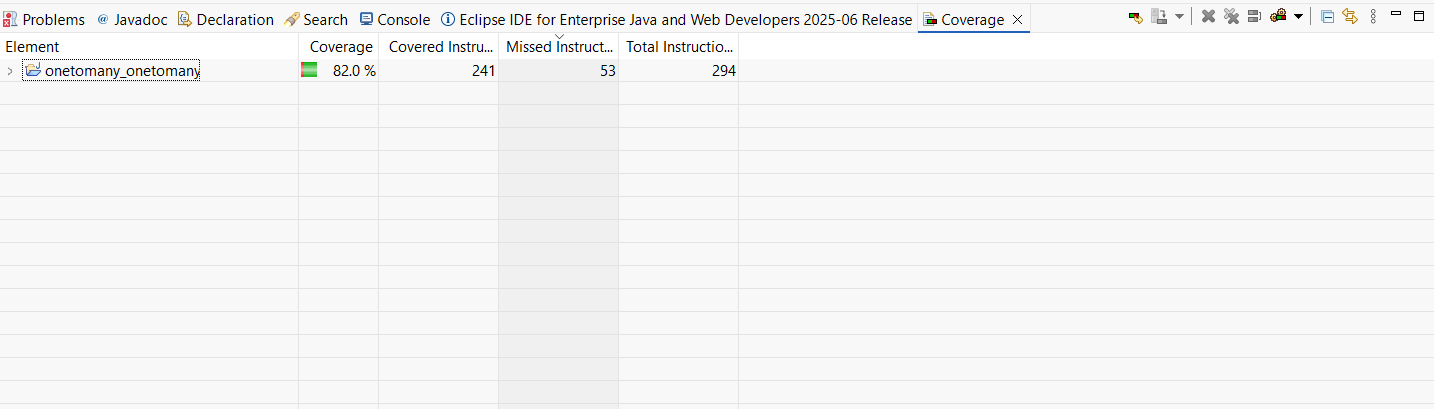 Problems @ Javadoc Declaration Search Console Eclipse IDE for Enterprise Java and Web Developers 2025-06 Release Coverage
Element Coverage Covered Instru... Missed Instruct... Total Instructio...
onetomany_onetomany 82.0 % 241 53 294